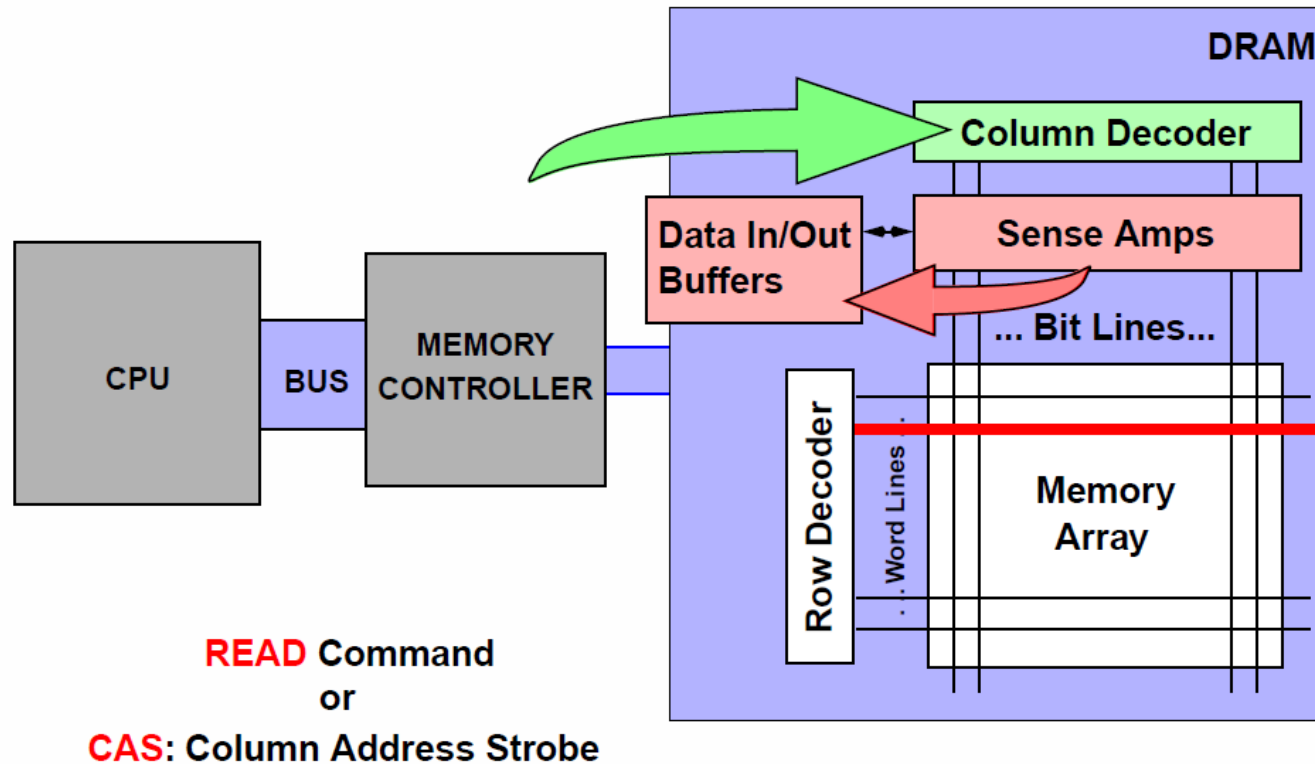 DRAM
Column Decoder
Data In/Out
Buffers
Sense Amps
... Bit Lines...
CPU
BUS
MEMORY
CONTROLLER
Row Decoder
. . .Word Lines . . .
Memory
Array
READ Command
or
CAS: Column Address Strobe